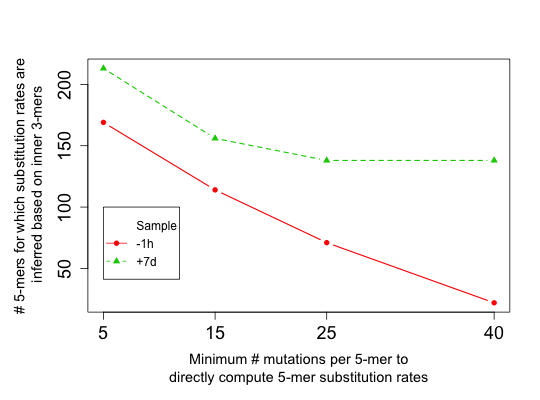 # 5-mers for which substitution rates are
inferred based on inner 3-mers
200
150
100
50
Sample
-1h
+7d
5 15 25 40
Minimum # mutations per 5-mer to
directly compute 5-mer substitution rates